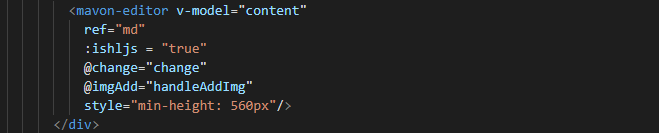 <mavon-editor v-model="content"
ref="md"
:ishljs = "true"
@change="change"
@imgAdd="handleAddImg"
style="min-height: 560px"/>
</div>